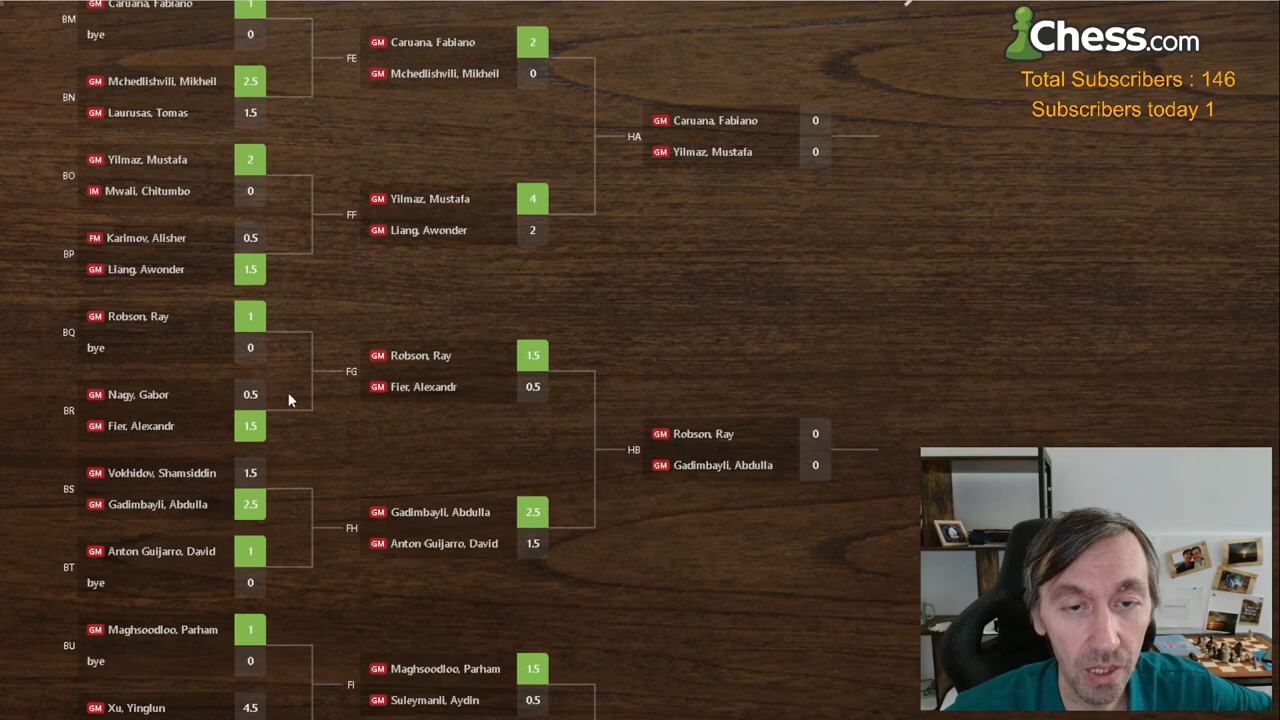 GM Caruana, Fabiano 1
BM
bye 0
GM Mchedlishvili, Mikheil 2.5
BN
GM Laurusas, Tomas 1.5
GM Yilmaz, Mustafa 2
BO
IM Mwali, Chitumbo 0
FM Karimov, Alisher 0.5
BP
GM Liang, Awonder 1.5
GM Robson, Ray 1
BQ
bye 0
GM Nagy, Gabor 0.5
BR
GM Fier, Alexandr 1.5
GM Vokhidov, Shamsiddin 1.5
BS
GM Gadimbayli, Abdulla 2.5
GM Anton Guijarro, David 1
BT
bye 0
GM Maghsoodloo, Parham 1
BU
bye 0
GM Xu, Yinglun 4.5
GM Caruana, Fabiano 2
FE
GM Mchedlishvili, Mikheil 0
GM Yilmaz, Mustafa 4
FF
GM Liang, Awonder 2
GM Robson, Ray 1.5
FG
GM Fier, Alexandr 0.5
GM Gadimbayli, Abdulla 2.5
FH
GM Anton Guijarro, David 1.5
GM Maghsoodloo, Parham 1.5
FI
GM Suleymanli, Aydin 0.5
GM Caruana, Fabiano 0
HA
GM Yilmaz, Mustafa 0
GM Robson, Ray 0
HB
GM Gadimbayli, Abdulla 0
Chess.com
Total Subscribers : 146
Subscribers today 1